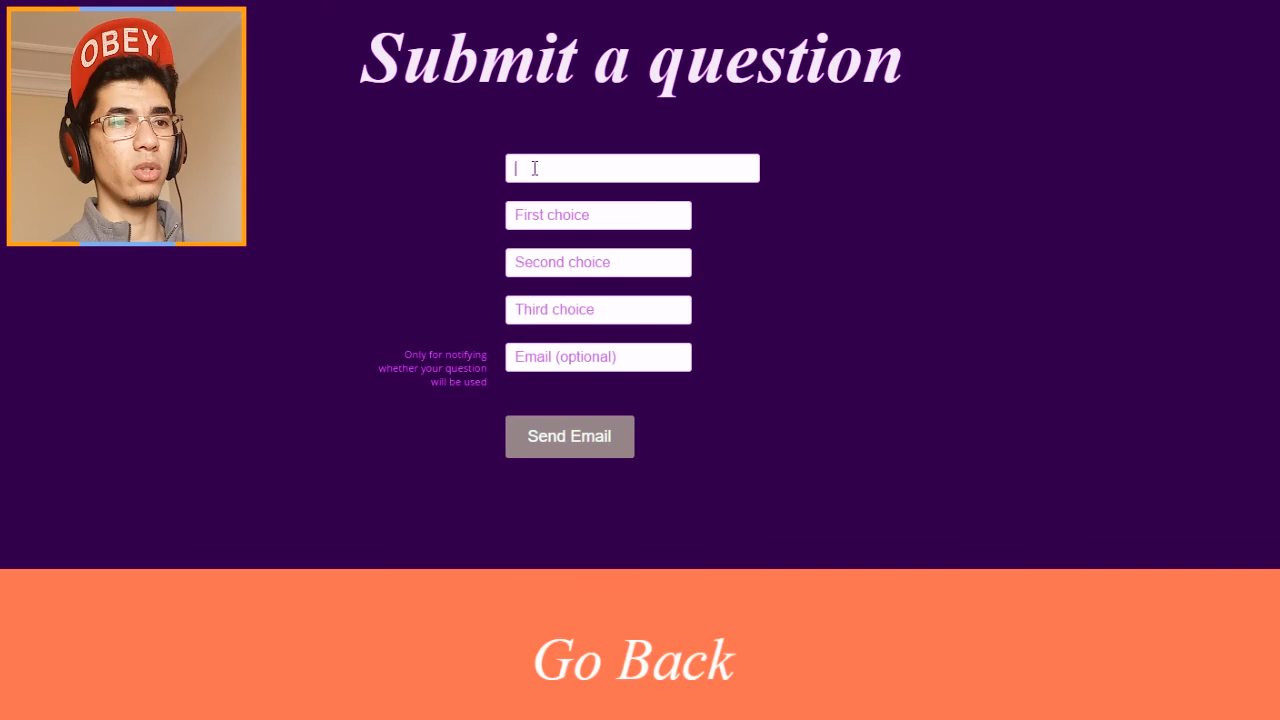 OBEY
Submit a question
First choice
Second choice
Third choice
Only for notifying
whether your question
will be used
Email (optional)
Send Email
Go Back